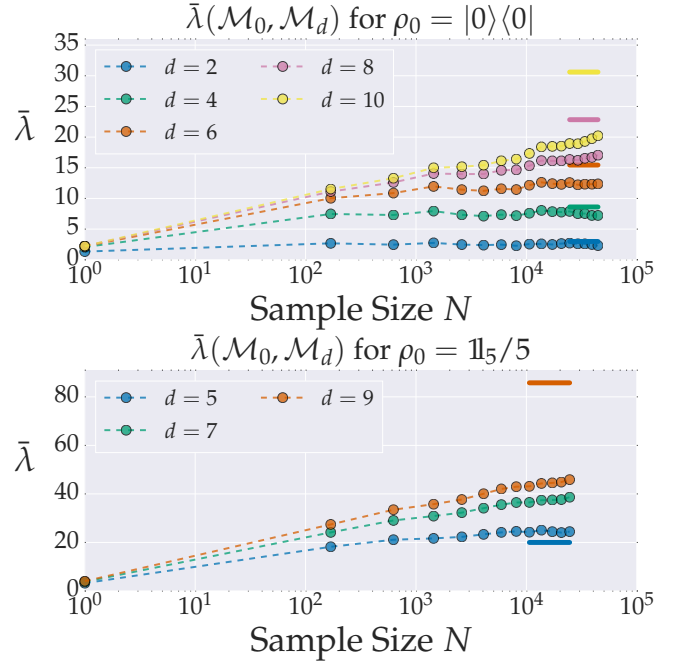 λ̄(ℳ₀, ℳ_d) for ρ₀ = |0⟩⟨0|
35
30
25
20
15
10
5
0
λ̄
d = 2
d = 4
d = 6
d = 8
d = 10
10⁰ 10¹ 10² 10³ 10⁴ 10⁵
Sample Size N
λ̄(ℳ₀, ℳ_d) for ρ₀ = 𝟙₅/5
80
60
40
20
0
λ̄
d = 5
d = 7
d = 9
10⁰ 10¹ 10² 10³ 10⁴ 10⁵
Sample Size N